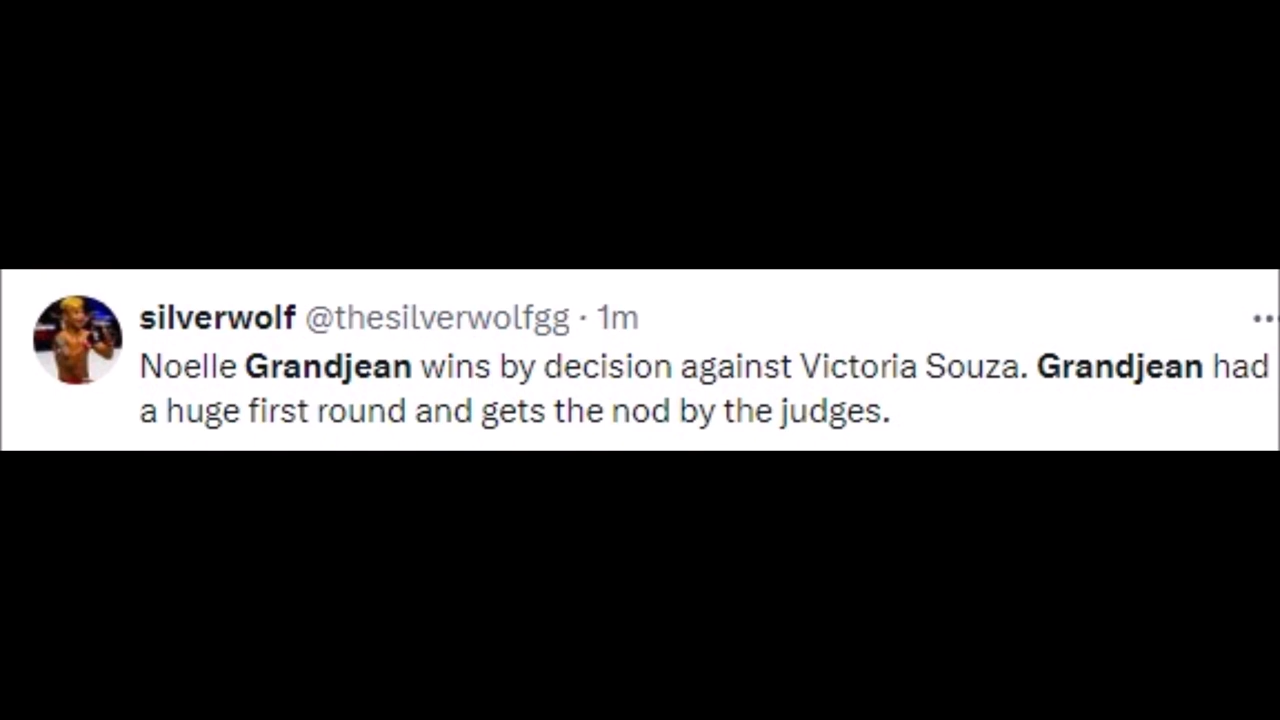 silverwolf @thesilverwolfgg · 1m
Noelle Grandjean wins by decision against Victoria Souza. Grandjean had
a huge first round and gets the nod by the judges.